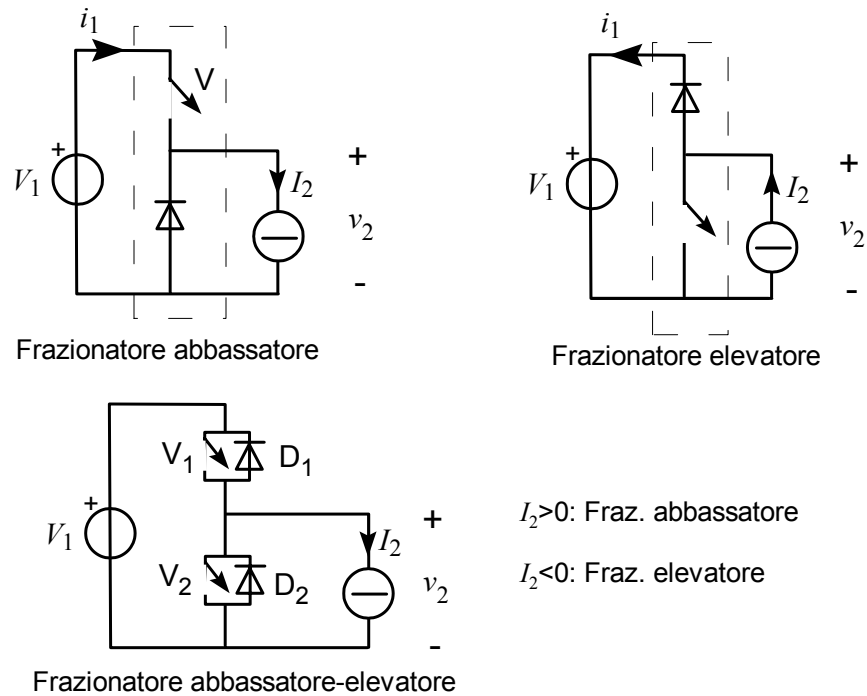 i1
i1
V
+
V1
I2
+
v2
-
+
V1
I2
+
v2
-
Frazionatore abbassatore
Frazionatore elevatore
V1
D1
+
V1
I2
+
v2
-
V2
D2
I2>0: Fraz. abbassatore
I2<0: Fraz. elevatore
Frazionatore abbassatore-elevatore